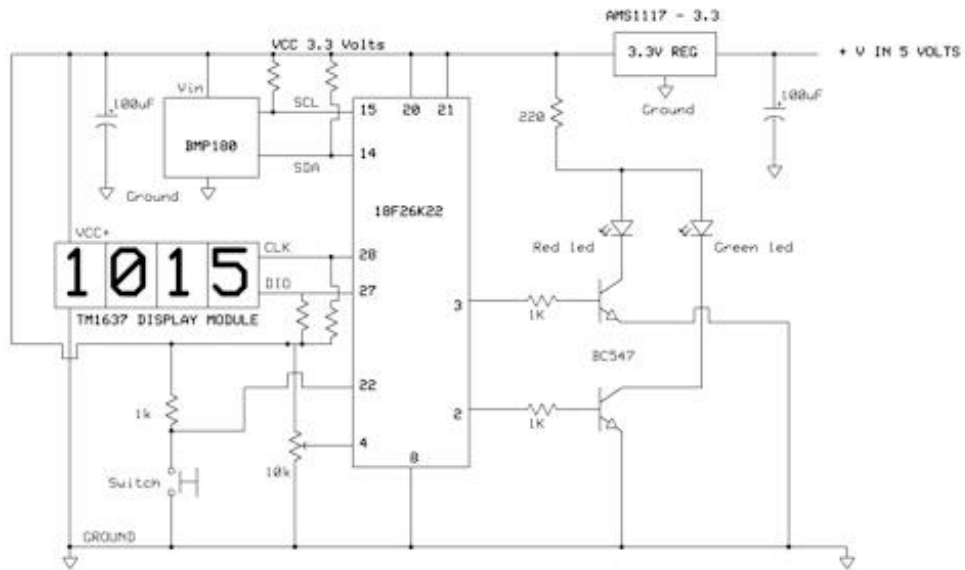 AMS1117 - 3.3
VCC 3.3 Volts
3.3V REG
+ V IN 5 VOLTS
Vin
SCL
15
20
21
Ground
100uF
100uF
220
BMP180
14
SDA
Ground
18F26K22
VCC+
CLK
28
Red led
Green led
1015
DIO
27
TM1637 DISPLAY MODULE
3
1K
BC547
22
1k
2
1K
4
10k
8
Switch
GROUND